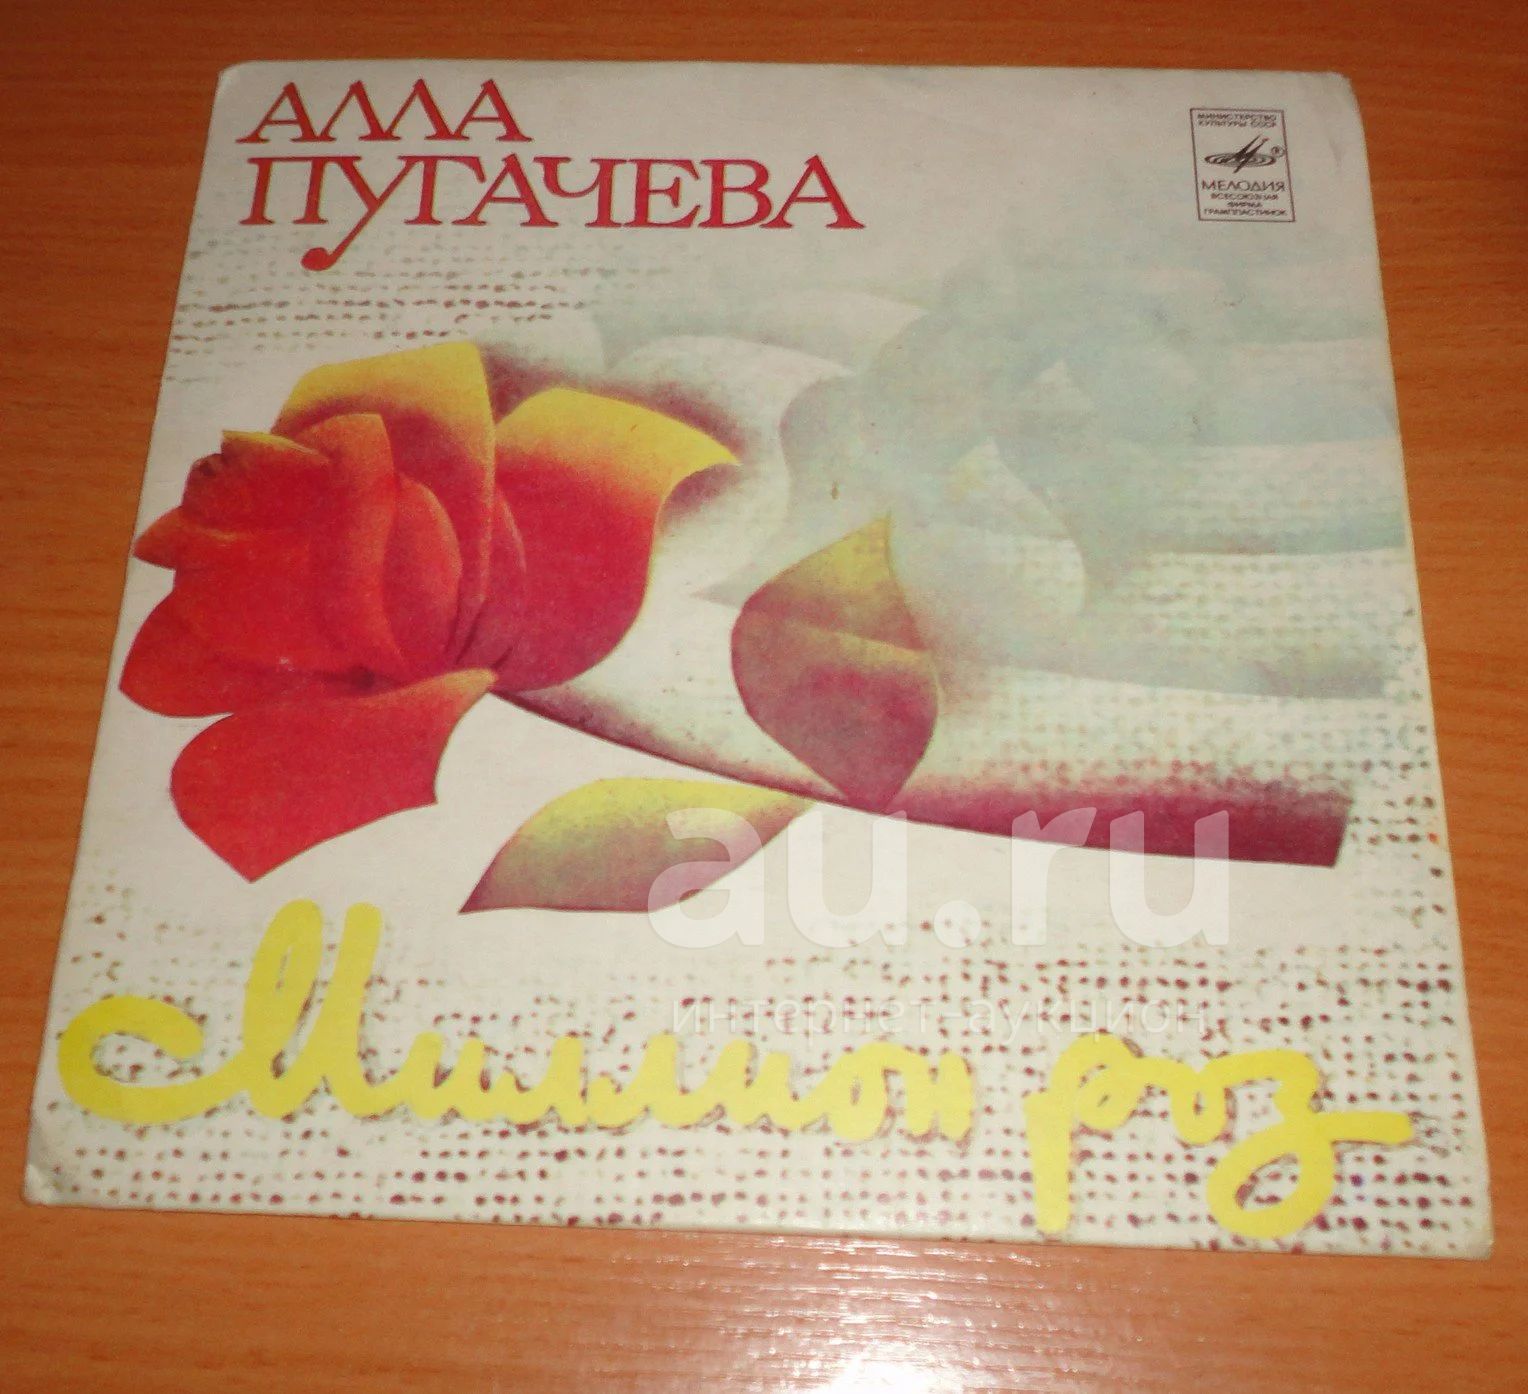 АЛЛА
ПУГАЧЕВА
МИНИСТЕРСТВО
КУЛЬТУРЫ СССР
®
МЕЛОДИЯ
ВСЕСОЮЗНАЯ
ФИРМА
ГРАМПЛАСТИНОК
au.ru
интернет-аукцион
Миллион роз